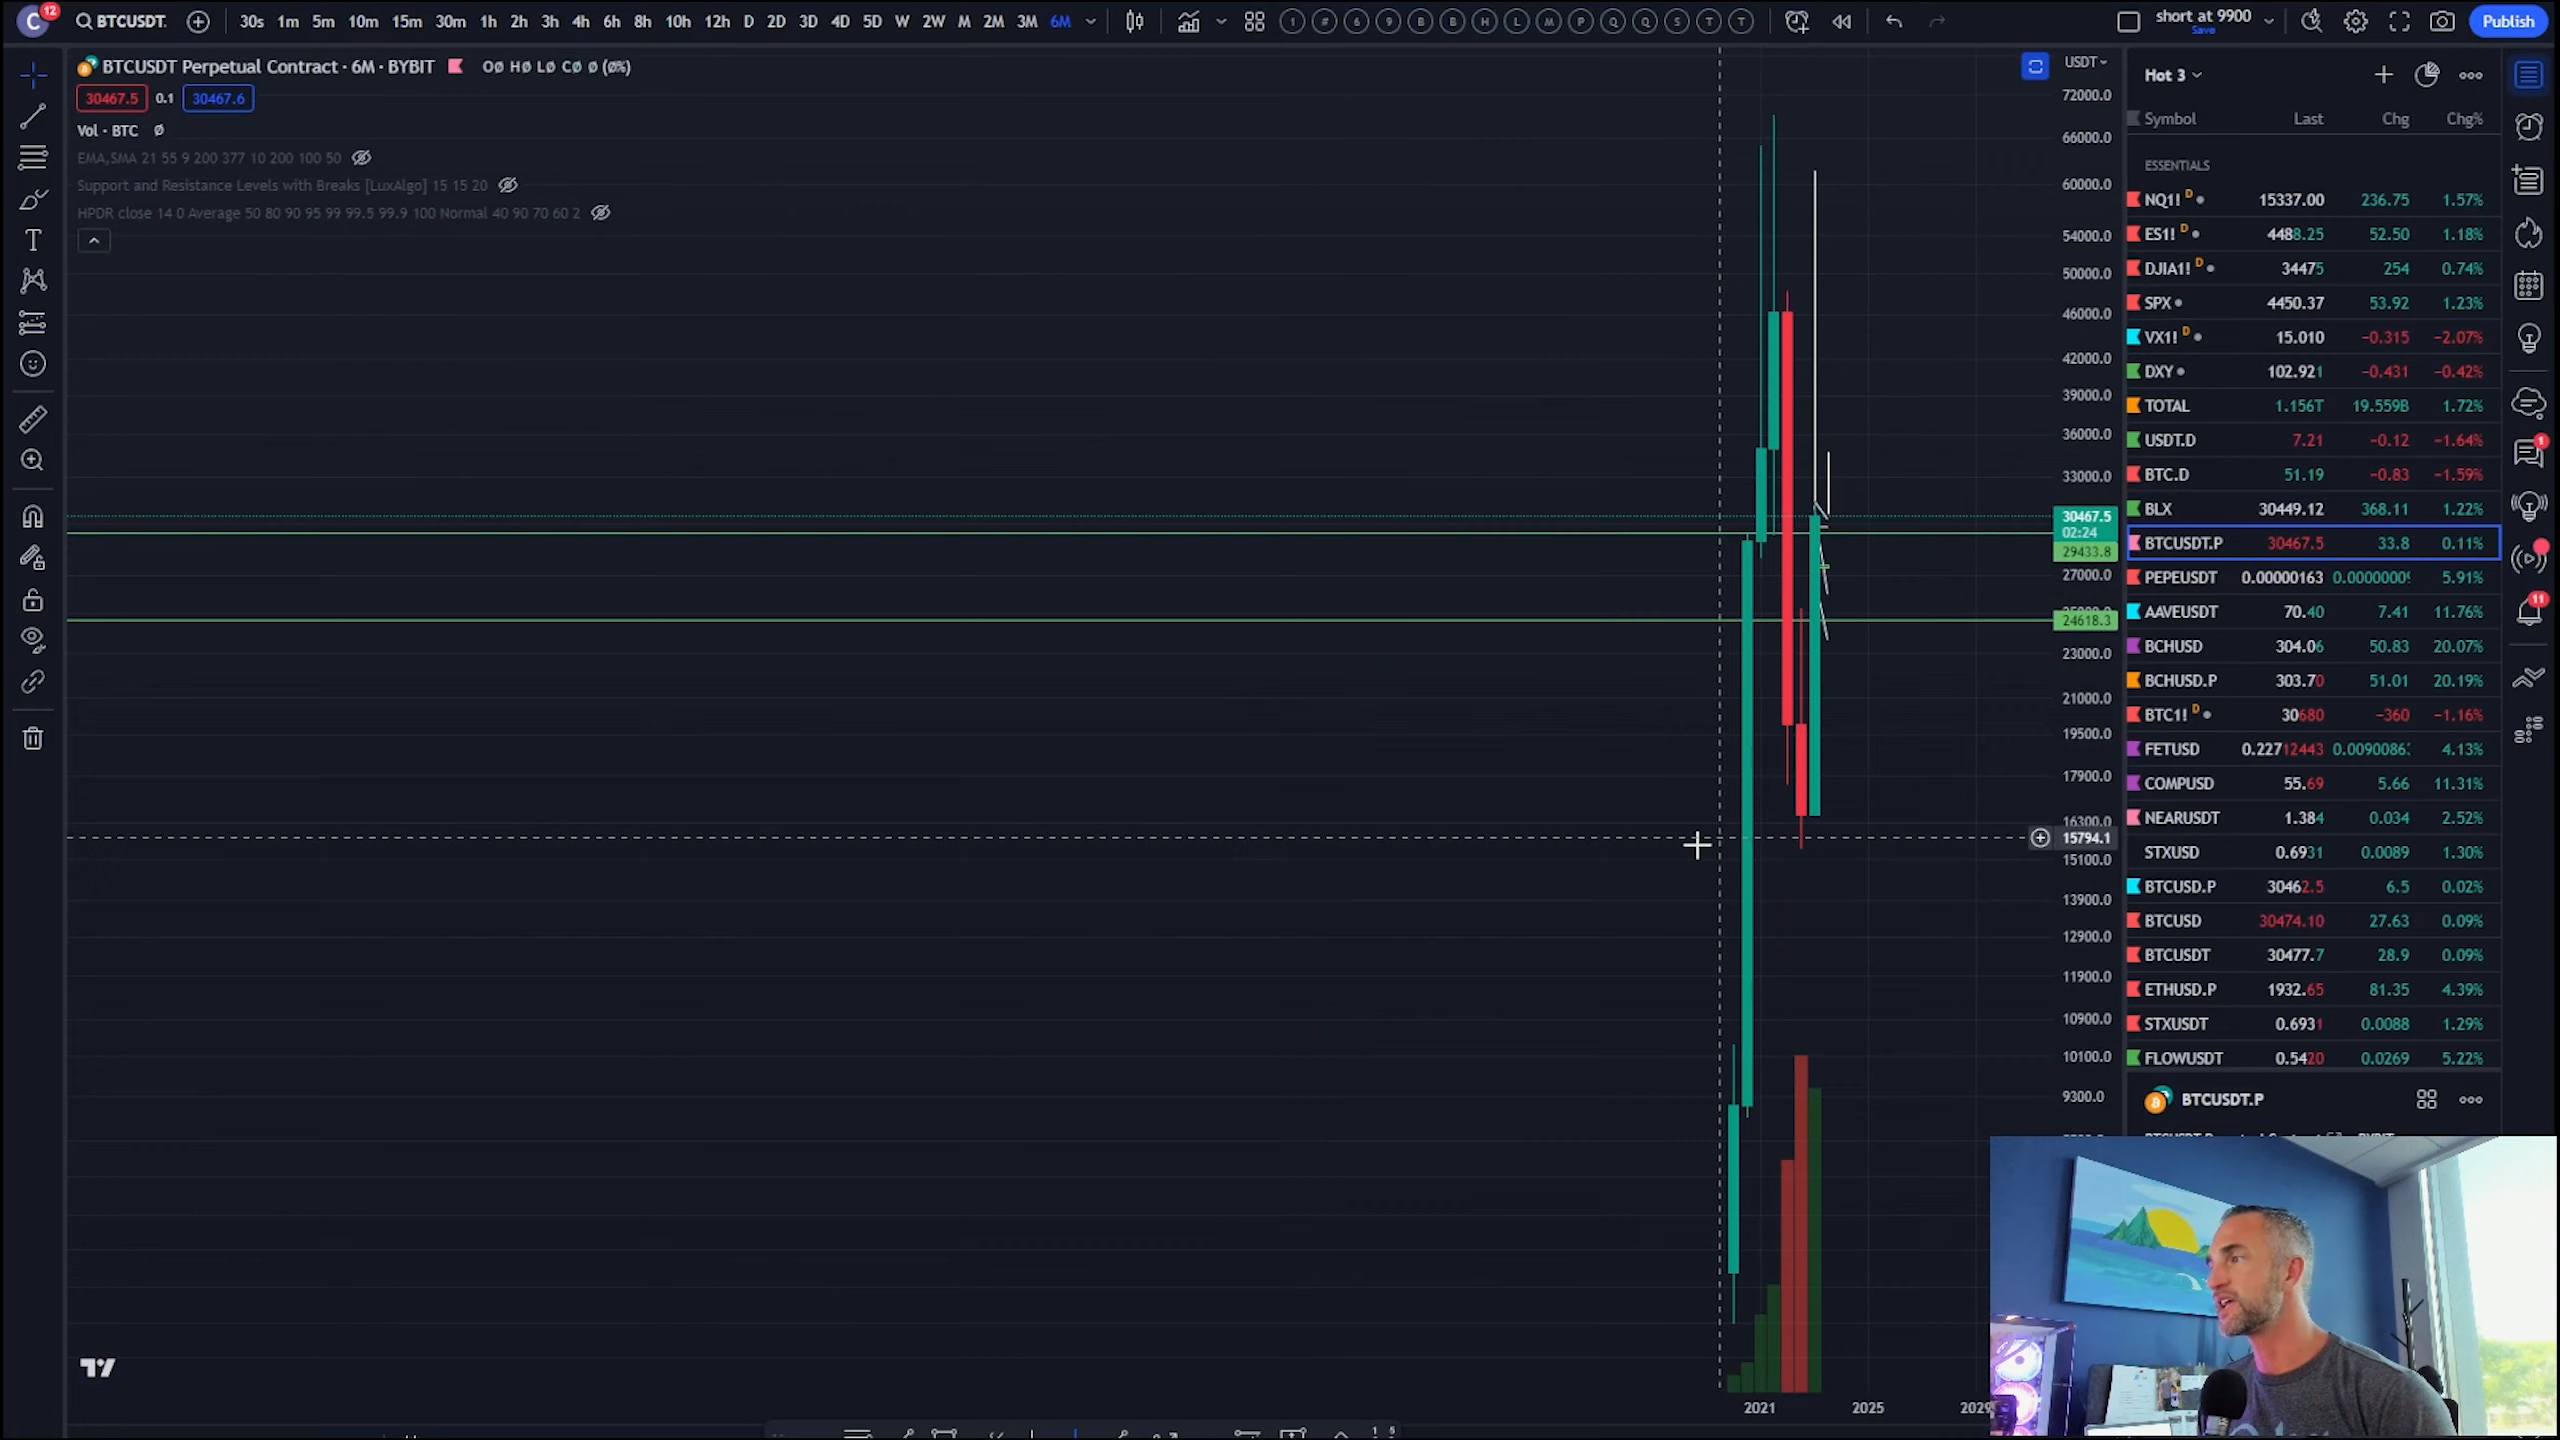 C 12 BTCUSDT. 30s 1m 5m 10m 15m 30m 1h 2h 3h 4h 6h 8h 10h 12h D 2D 3D 4D 5D W 2W M 2M 3M 6M 1 # 6 9 B B H L M P Q Q S T T short at 9900 Save Publish
BTCUSDT Perpetual Contract · 6M · BYBIT OØ HØ LØ CØ Ø (Ø%)
30467.5 0.1 30467.6
Vol · BTC Ø
EMA,SMA 21 55 9 200 377 10 200 100 50
Support and Resistance Levels with Breaks [LuxAlgo] 15 15 20
HPDR close 14 0 Average 50 80 90 95 99 99.5 99.9 100 Normal 40 90 70 60 2
USDT
72000.0
66000.0
60000.0
54000.0
50000.0
46000.0
42000.0
39000.0
36000.0
33000.0
30467.5
02:24
29433.8
27000.0
24618.3
23000.0
21000.0
19500.0
17900.0
16300.0
15794.1
15100.0
13900.0
12900.0
11900.0
10900.0
10100.0
9300.0
2021 2025
Hot 3
Symbol Last Chg Chg%
ESSENTIALS
NQ1! D 15337.00 236.75 1.57%
ES1! D 4488.25 52.50 1.18%
DJIA1! D 34475 254 0.74%
SPX 4450.37 53.92 1.23%
VX1! D 15.010 −0.315 −2.07%
DXY 102.921 −0.431 −0.42%
TOTAL 1.156T 19.559B 1.72%
USDT.D 7.21 −0.12 −1.64%
BTC.D 51.19 −0.83 −1.59%
BLX 30449.12 368.11 1.22%
BTCUSDT.P 30467.5 33.8 0.11%
PEPEUSDT 0.00000163 0.0000000 5.91%
AAVEUSDT 70.40 7.41 11.76%
BCHUSD 304.06 50.83 20.07%
BCHUSD.P 303.70 51.01 20.19%
BTC1! D 30680 −360 −1.16%
FETUSD 0.22712443 0.0090086 4.13%
COMPUSD 55.69 5.66 11.31%
NEARUSDT 1.384 0.034 2.52%
STXUSD 0.6931 0.0089 1.30%
BTCUSD.P 30462.5 6.5 0.02%
BTCUSD 30474.10 27.63 0.09%
BTCUSDT 30477.7 28.9 0.09%
ETHUSD.P 1932.65 81.35 4.39%
STXUSDT 0.6931 0.0088 1.29%
FLOWUSDT 0.5420 0.0269 5.22%
BTCUSDT.P
1
11